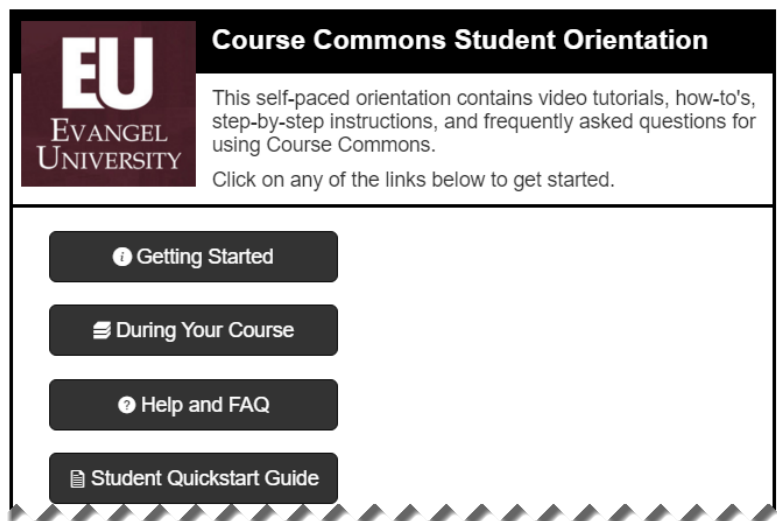 EU
EVANGEL
UNIVERSITY
Course Commons Student Orientation
This self-paced orientation contains video tutorials, how-to's,
step-by-step instructions, and frequently asked questions for
using Course Commons.
Click on any of the links below to get started.
Getting Started
During Your Course
Help and FAQ
Student Quickstart Guide